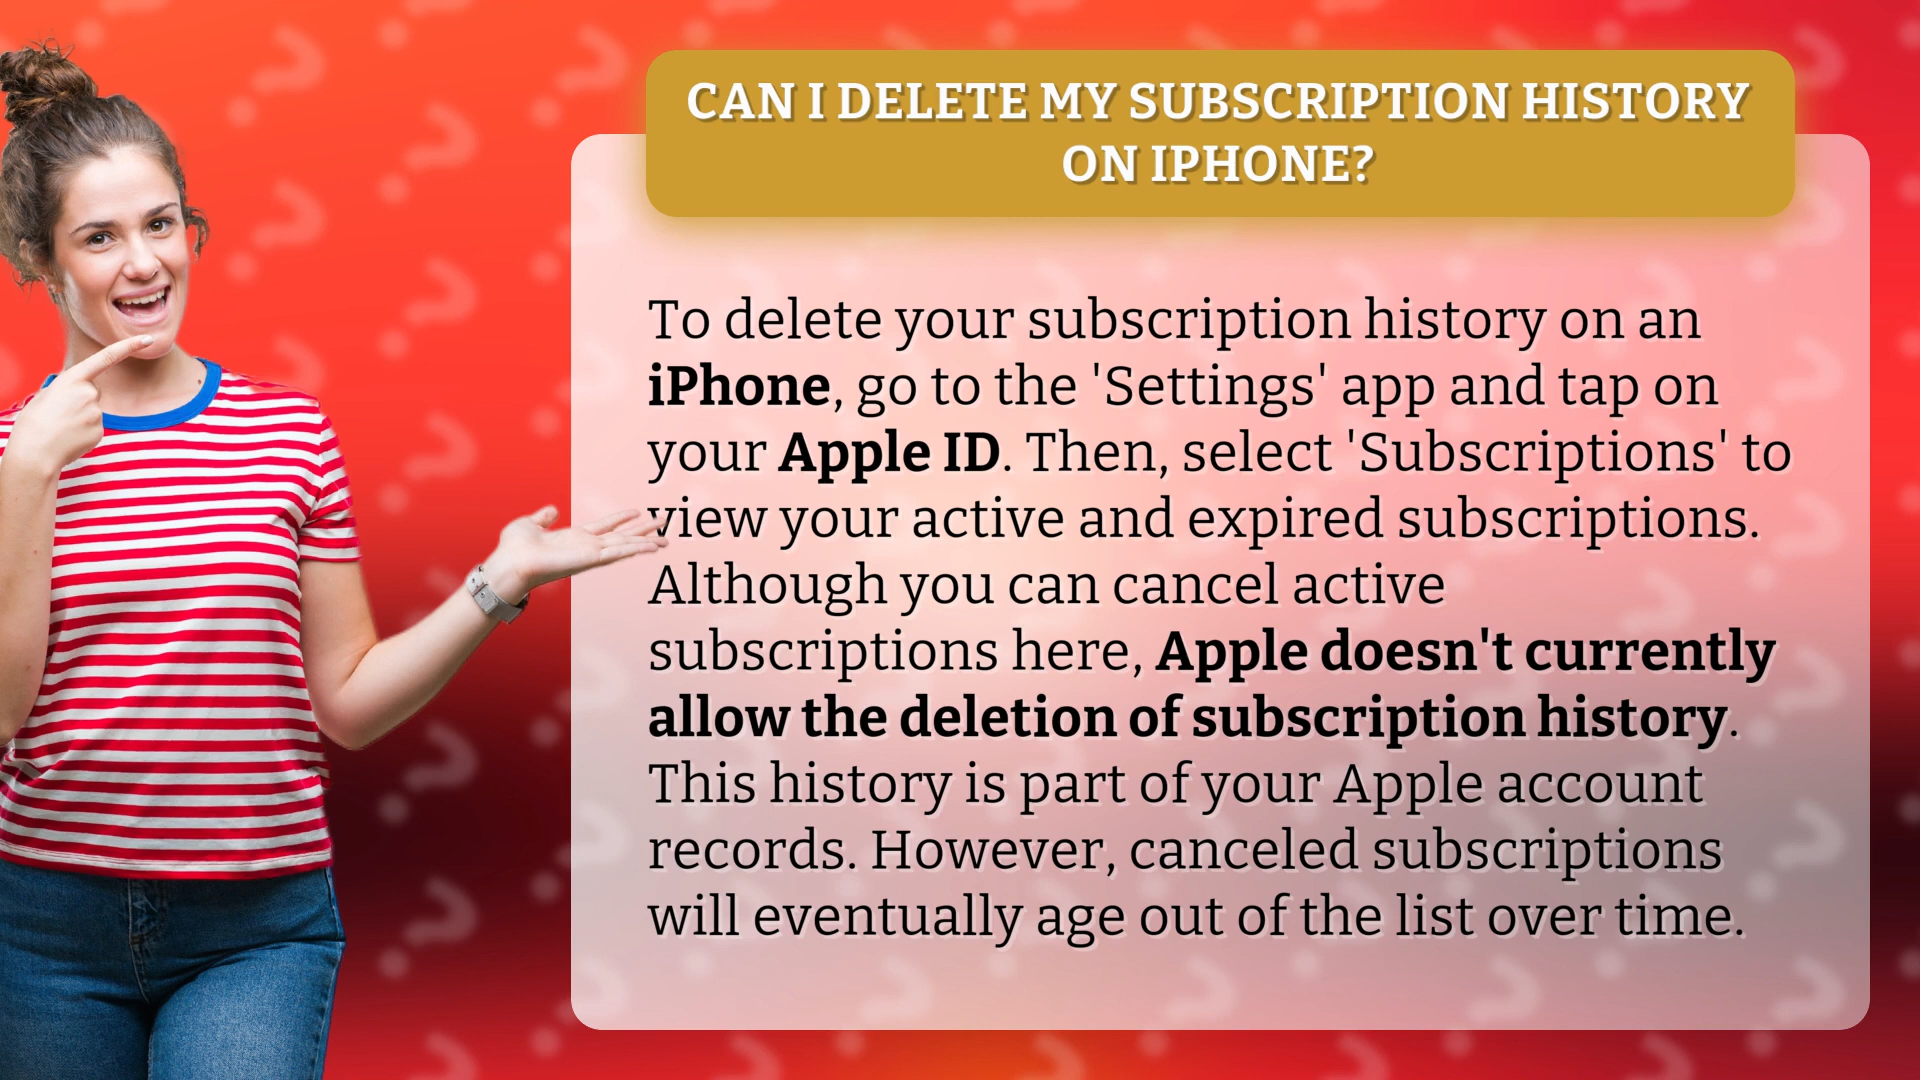 CAN I DELETE MY SUBSCRIPTION HISTORY
ON IPHONE?
To delete your subscription history on an
iPhone, go to the 'Settings' app and tap on
your Apple ID. Then, select 'Subscriptions' to
view your active and expired subscriptions.
Although you can cancel active
subscriptions here, Apple doesn't currently
allow the deletion of subscription history.
This history is part of your Apple account
records. However, canceled subscriptions
will eventually age out of the list over time.